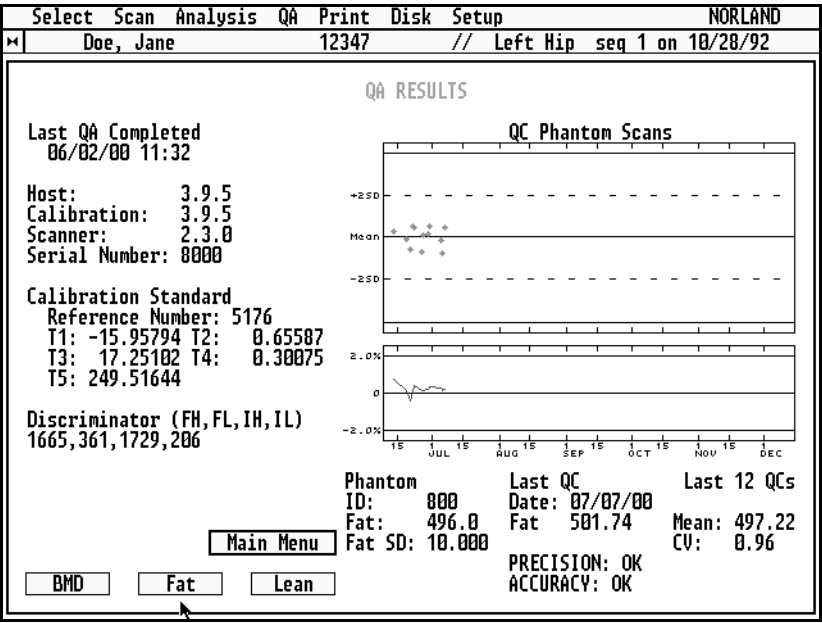 Select Scan Analysis QA Print Disk Setup NORLAND
Doe, Jane 12347 // Left Hip seq 1 on 10/28/92
QA RESULTS
Last QA Completed
06/02/00 11:32
Host: 3.9.5
Calibration: 3.9.5
Scanner: 2.3.0
Serial Number: 8000
Calibration Standard
Reference Number: 5176
T1: -15.95794 T2: 0.65587
T3: 17.25102 T4: 0.30075
T5: 249.51644
Discriminator (FH,FL,IH,IL)
1665,361,1729,206
QC Phantom Scans
+2SD
Mean
-2SD
2.0%
0
-2.0%
15 1 15 1 15 1 15 1 15 1 15 1
JUL AUG SEP OCT NOV DEC
Phantom
ID: 800
Fat: 496.0
Fat SD: 10.000
Last QC
Date: 07/07/00
Fat 501.74
PRECISION: OK
ACCURACY: OK
Last 12 QCs
Mean: 497.22
CV: 0.96
Main Menu
BMD Fat Lean